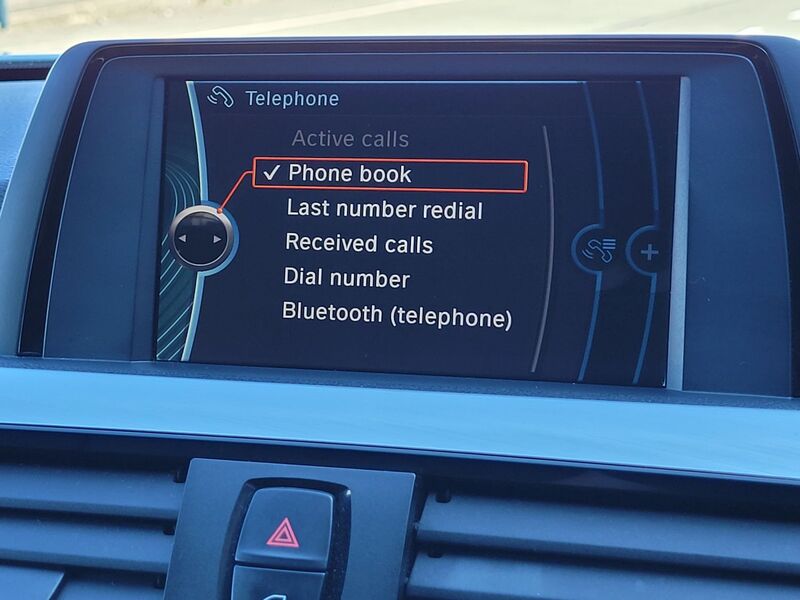 Telephone
Active calls
✓ Phone book
Last number redial
Received calls
Dial number
Bluetooth (telephone)